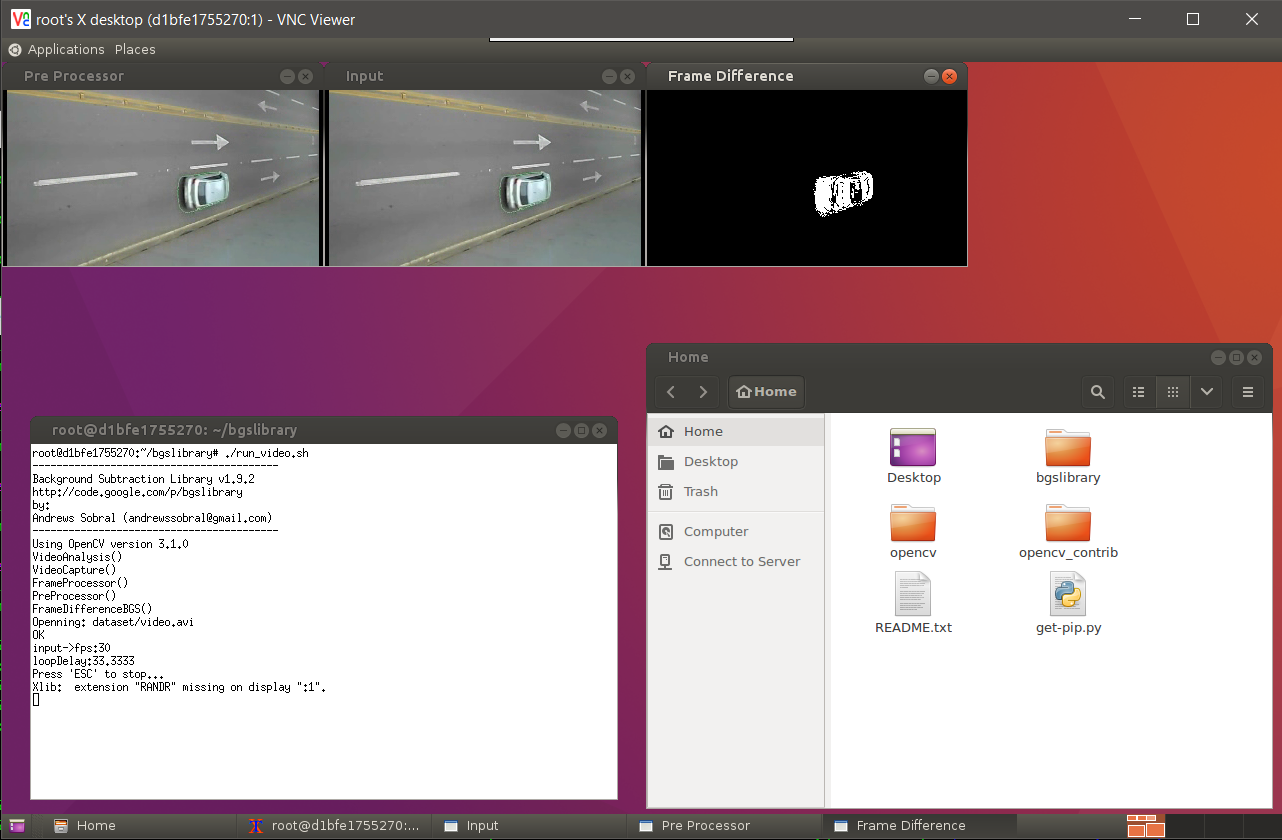 root's X desktop (d1bfe1755270:1) - VNC Viewer
Applications Places
Pre Processor
Input
Frame Difference
root@d1bfe1755270: ~/bgslibrary
root@d1bfe1755270:~/bgslibrary# ./run_video.sh
-----------------------------------------
Background Subtraction Library v1.9.2
http://code.google.com/p/bgslibrary
by:
Andrews Sobral (andrewssobral@gmail.com)
-----------------------------------------
Using OpenCV version 3.1.0
VideoAnalysis()
VideoCapture()
FrameProcessor()
PreProcessor()
FrameDifferenceBGS()
Openning: dataset/video.avi
OK
input->fps:30
loopDelay:33.3333
Press 'ESC' to stop...
Xlib:  extension "RANDR" missing on display ":1".
Home
Home
Home
Desktop
Trash
Computer
Connect to Server
Desktop
bgslibrary
opencv
opencv_contrib
README.txt
get-pip.py
Home
root@d1bfe1755270:...
Input
Pre Processor
Frame Difference